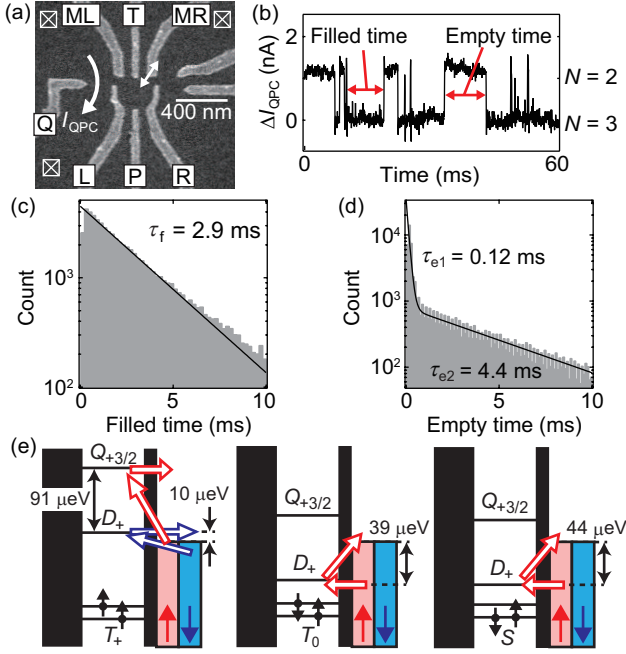 (a)
ML
T
MR
Q
I_QPC
400 nm
L
P
R
(b)
ΔI_QPC (nA)
2
0
Filled time
Empty time
N = 2
N = 3
0
60
Time (ms)
(c)
Count
10^3
10^2
τ_f = 2.9 ms
0
5
10
Filled time (ms)
(d)
Count
10^4
10^3
10^2
τ_e1 = 0.12 ms
τ_e2 = 4.4 ms
0
5
10
Empty time (ms)
(e)
Q_+3/2
91 μeV
10 μeV
D_+
T_+
Q_+3/2
39 μeV
D_+
T_0
Q_+3/2
44 μeV
D_+
S